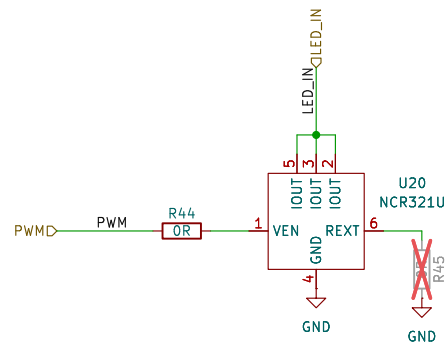 LED_IN
LED_IN
5
3
2
IOUT
IOUT
IOUT
R44
0R
PWM
PWM
1
VEN
GND
REXT
6
U20
NCR321U
4
GND
R45
GND